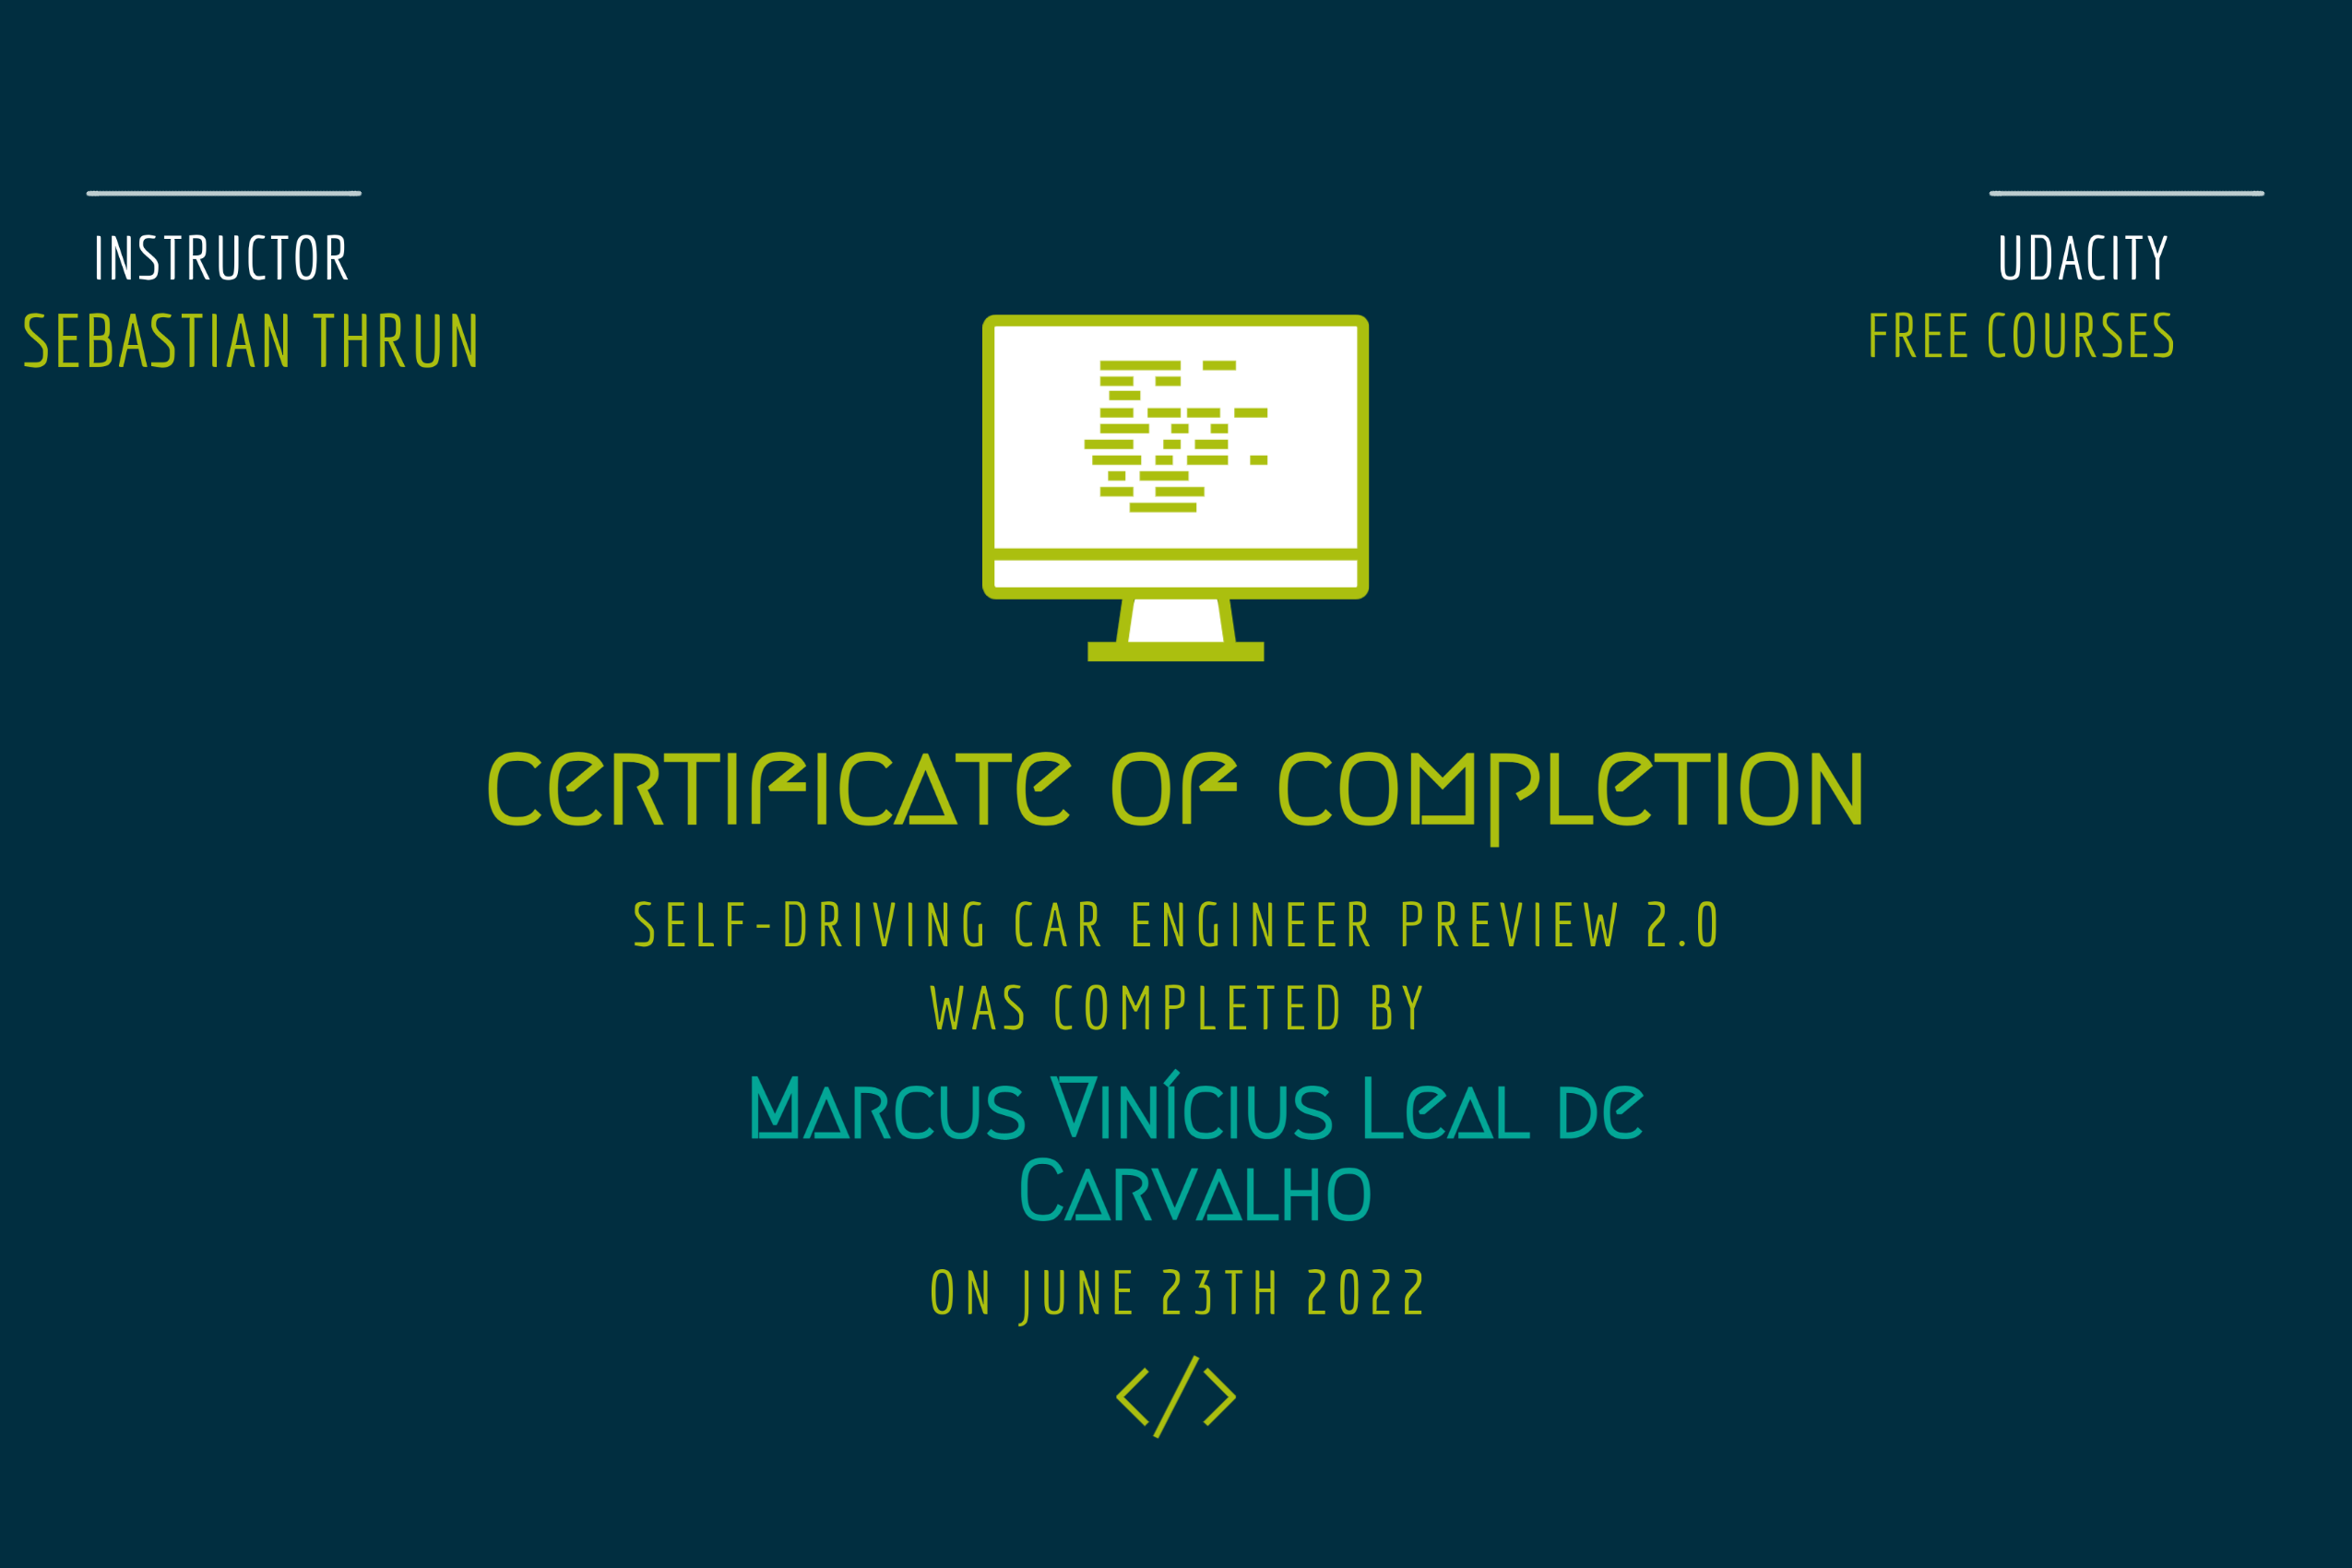 INSTRUCTOR
SEBASTIAN THRUN
UDACITY
FREE COURSES
CERTIFICATE OF COMPLETION
SELF-DRIVING CAR ENGINEER PREVIEW 2.0
WAS COMPLETED BY
Marcus Vinícius Leal de
Carvalho
ON JUNE 23TH 2022
</>